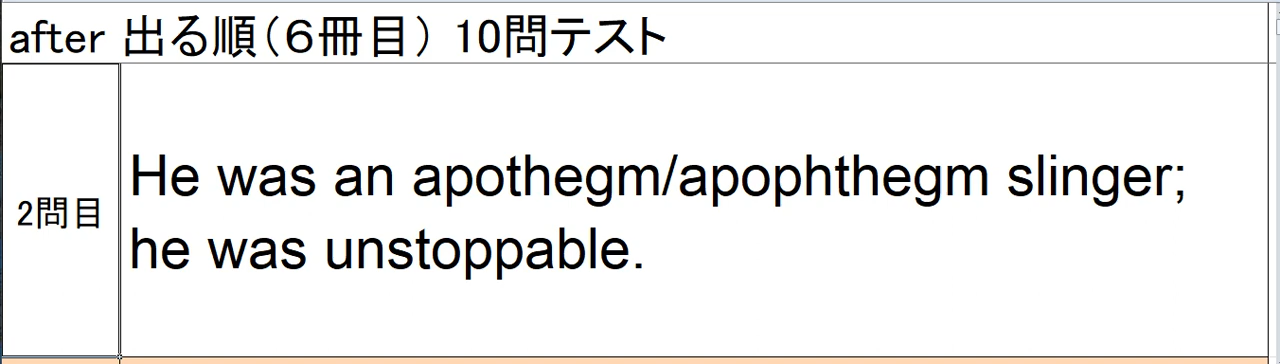 after 出る順(６冊目) 10問テスト
2問目
He was an apothegm/apophthegm slinger;
he was unstoppable.